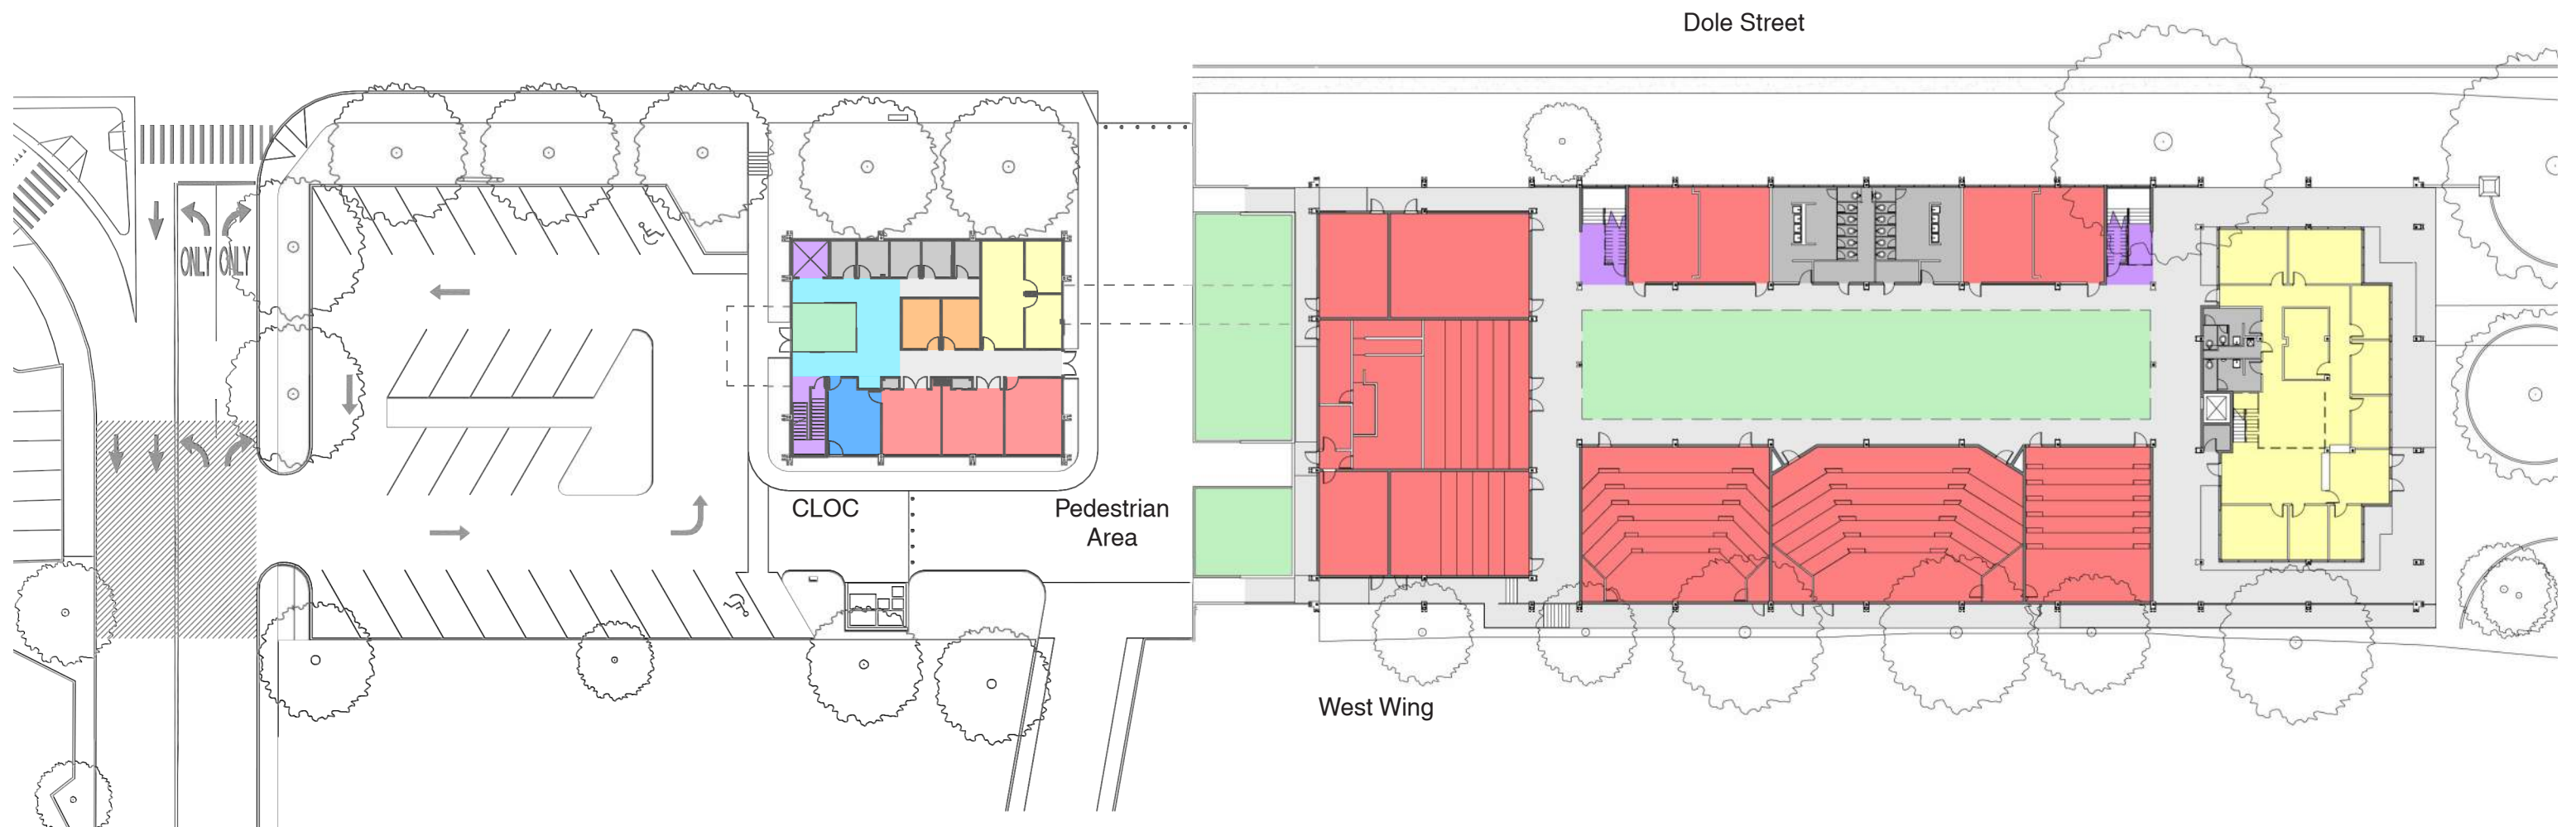 Dole Street
ONLY ONLY
CLOC
Pedestrian
Area
West Wing